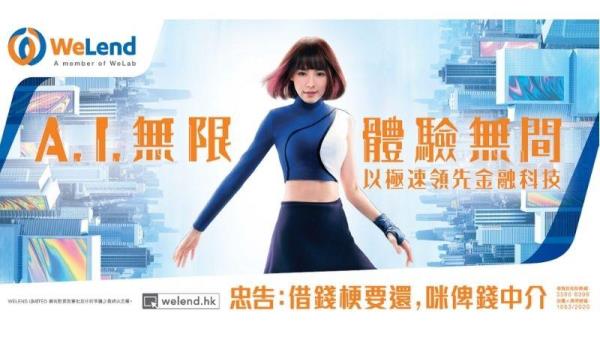 WeLend
A member of WeLab
A.I.無限 體驗無間
以極速領先金融科技
welend.hk
忠告：借錢梗要還，咪俾錢中介